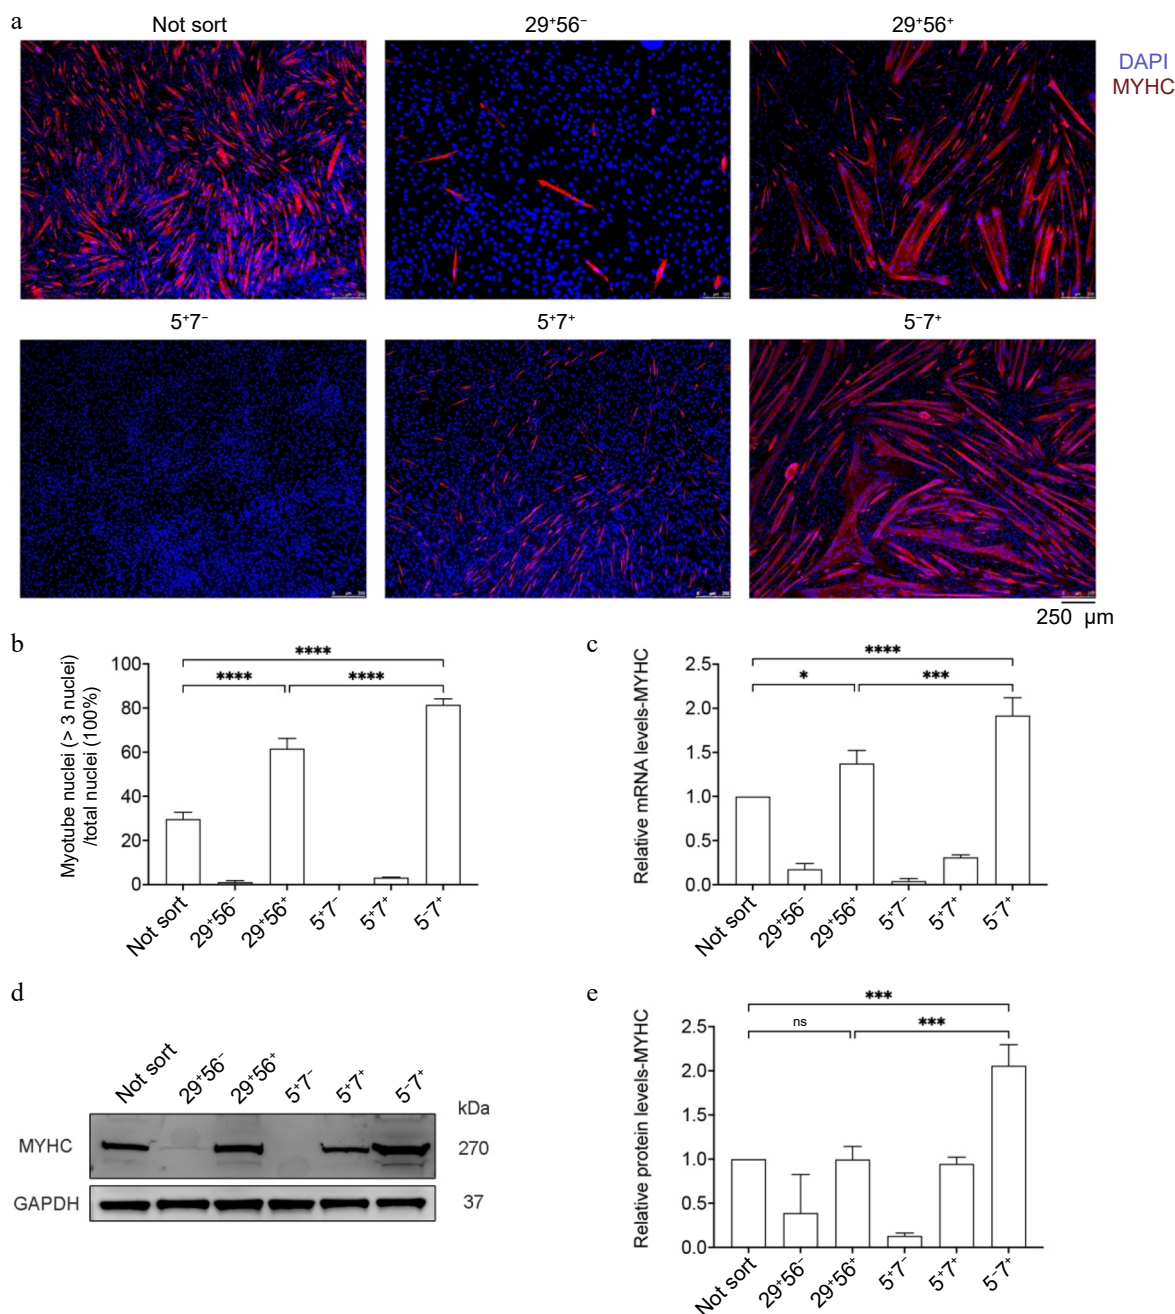 a
Not sort 29⁺56⁻ 29⁺56⁺
DAPI
MYHC
5⁺7⁻ 5⁺7⁺ 5⁻7⁺
250 µm
b
Myotube nuclei (> 3 nuclei)
/total nuclei (100%)
100
80
60
40
20
0
**** 
**** ****
Not sort 29⁺56⁻ 29⁺56⁺ 5⁺7⁻ 5⁺7⁺ 5⁻7⁺
c
Relative mRNA levels-MYHC
2.5
2.0
1.5
1.0
0.5
0.0
****
* ***
Not sort 29⁺56⁻ 29⁺56⁺ 5⁺7⁻ 5⁺7⁺ 5⁻7⁺
d
Not sort 29⁺56⁻ 29⁺56⁺ 5⁺7⁻ 5⁺7⁺ 5⁻7⁺
kDa
MYHC 270
GAPDH 37
e
Relative protein levels-MYHC
2.5
2.0
1.5
1.0
0.5
0.0
***
ns ***
Not sort 29⁺56⁻ 29⁺56⁺ 5⁺7⁻ 5⁺7⁺ 5⁻7⁺